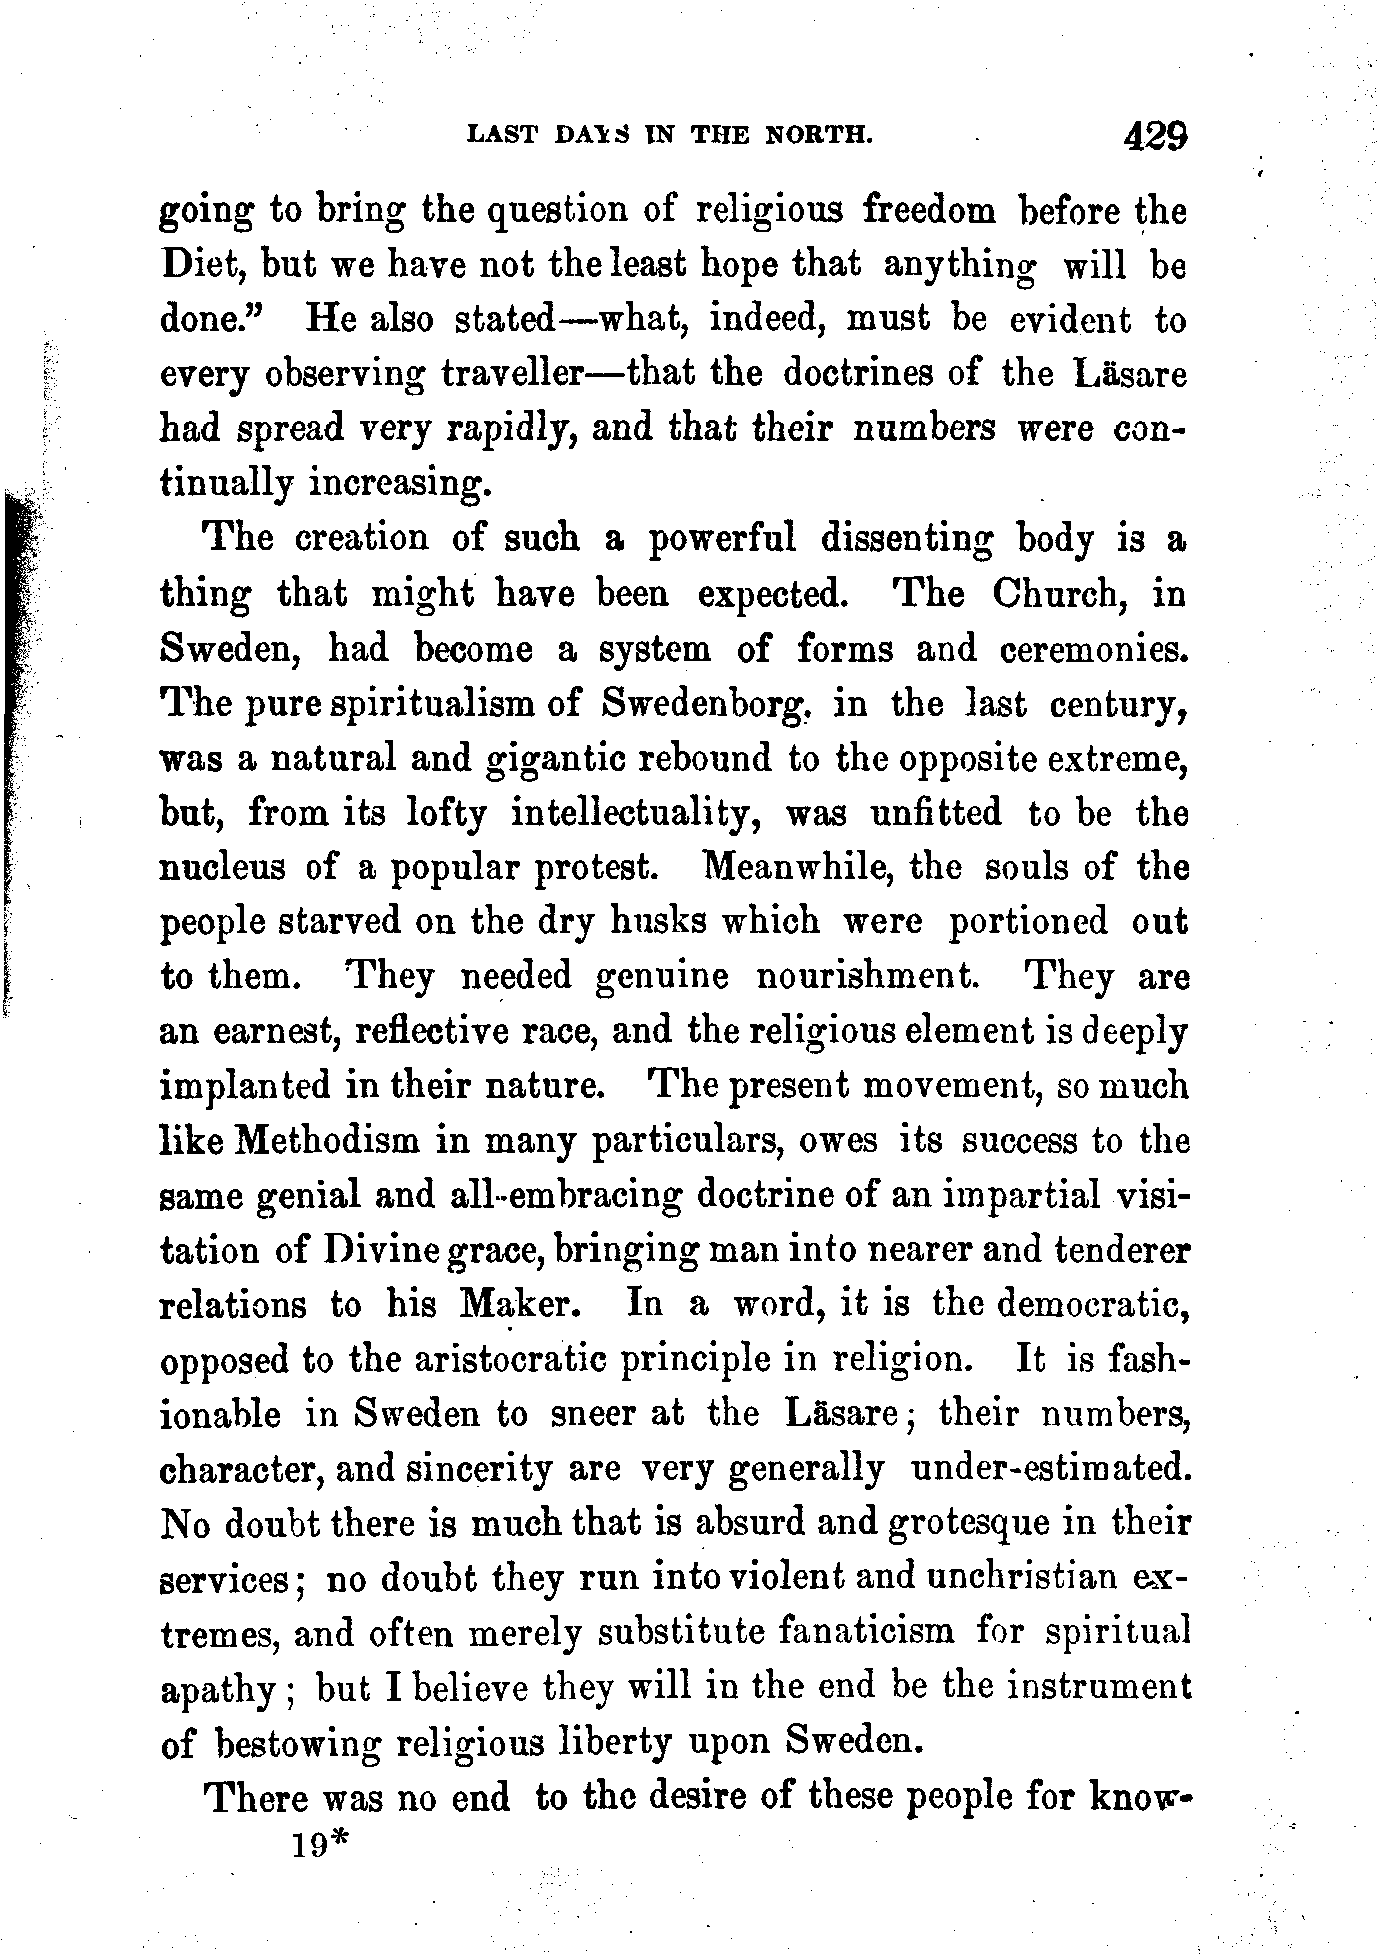 LAST DAYS IN THE NORTH. 429
going to bring the question of religious freedom before the
Diet, but we have not the least hope that anything will be
done.” He also stated—what, indeed, must be evident to
every observing traveller—that the doctrines of the Läsare
had spread very rapidly, and that their numbers were con-
tinually increasing.
The creation of such a powerful dissenting body is a
thing that might have been expected. The Church, in
Sweden, had become a system of forms and ceremonies.
The pure spiritualism of Swedenborg, in the last century,
was a natural and gigantic rebound to the opposite extreme,
but, from its lofty intellectuality, was unfitted to be the
nucleus of a popular protest. Meanwhile, the souls of the
people starved on the dry husks which were portioned out
to them. They needed genuine nourishment. They are
an earnest, reflective race, and the religious element is deeply
implanted in their nature. The present movement, so much
like Methodism in many particulars, owes its success to the
same genial and all-embracing doctrine of an impartial visi-
tation of Divine grace, bringing man into nearer and tenderer
relations to his Maker. In a word, it is the democratic,
opposed to the aristocratic principle in religion. It is fash-
ionable in Sweden to sneer at the Läsare; their numbers,
character, and sincerity are very generally under-estimated.
No doubt there is much that is absurd and grotesque in their
services; no doubt they run into violent and unchristian ex-
tremes, and often merely substitute fanaticism for spiritual
apathy; but I believe they will in the end be the instrument
of bestowing religious liberty upon Sweden.
There was no end to the desire of these people for know-
19*